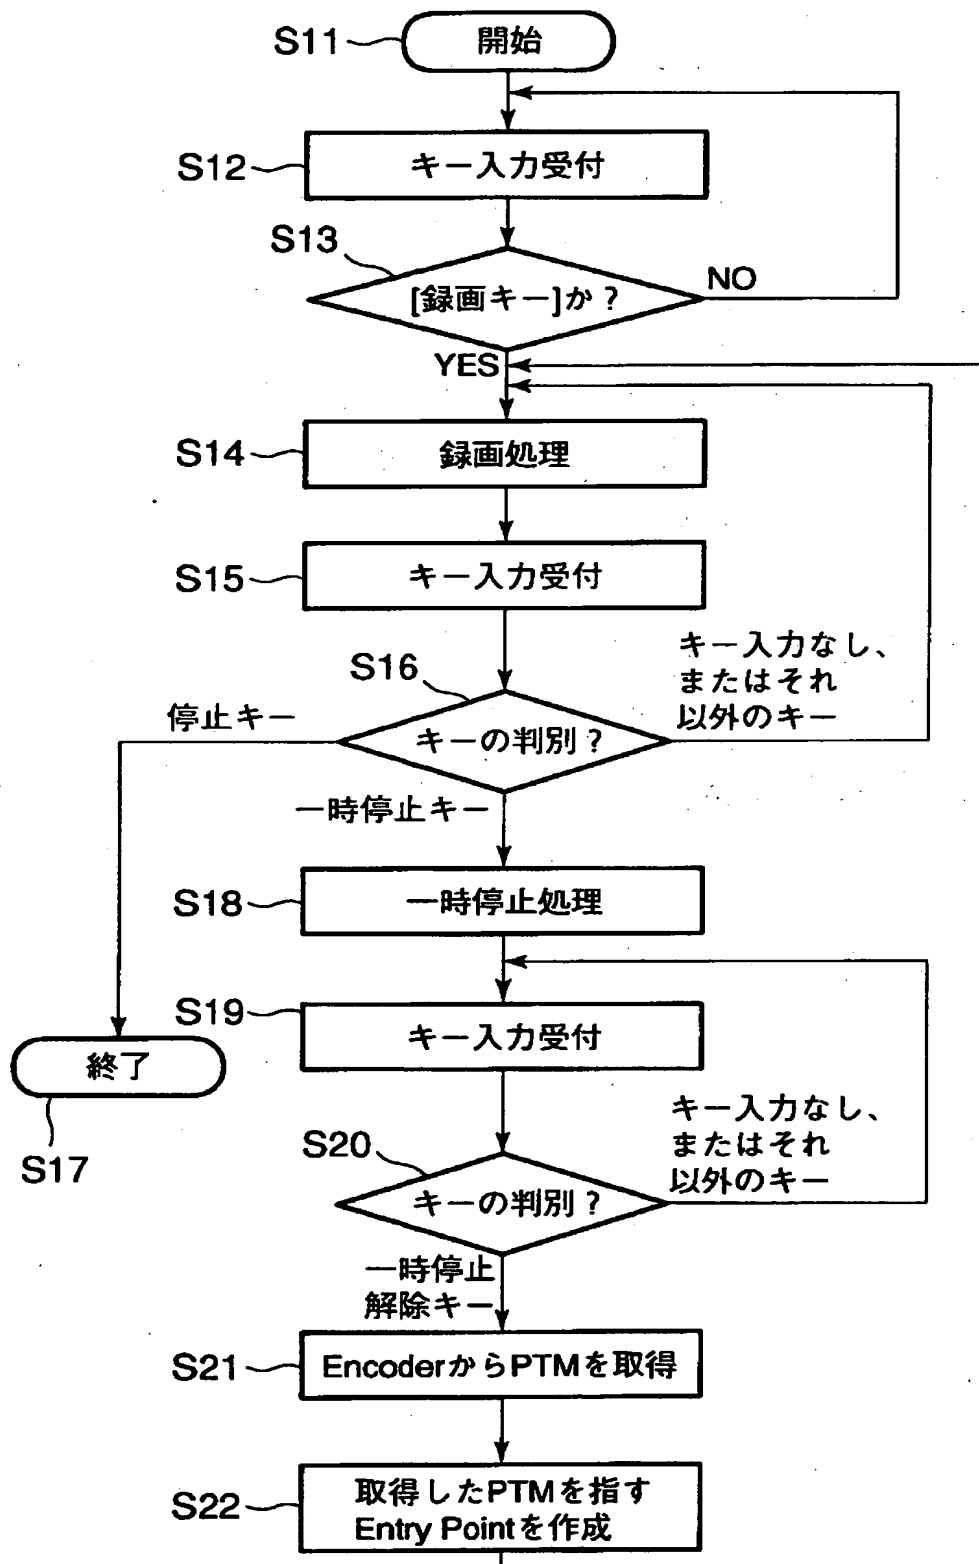 S11
開始
S12
キー入力受付
S13
[録画キー]か？
NO
YES
S14
録画処理
S15
キー入力受付
S16
キーの判別？
停止キー
キー入力なし、
またはそれ
以外のキー
一時停止キー
S18
一時停止処理
S19
キー入力受付
終了
S17
S20
キーの判別？
キー入力なし、
またはそれ
以外のキー
一時停止
解除キー
S21
EncoderからPTMを取得
S22
取得したPTMを指す
Entry Pointを作成